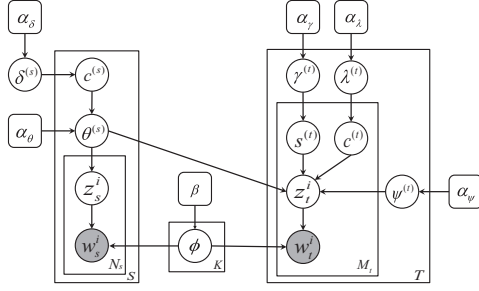 α_δ α_γ α_λ
δ^(s) c^(s) γ^(t) λ^(t)
α_θ θ^(s) s^(t) c^(t)
z_s^i β z_t^i ψ^(t) α_ψ
w_s^i ϕ w_t^i
N_s S K M_t T